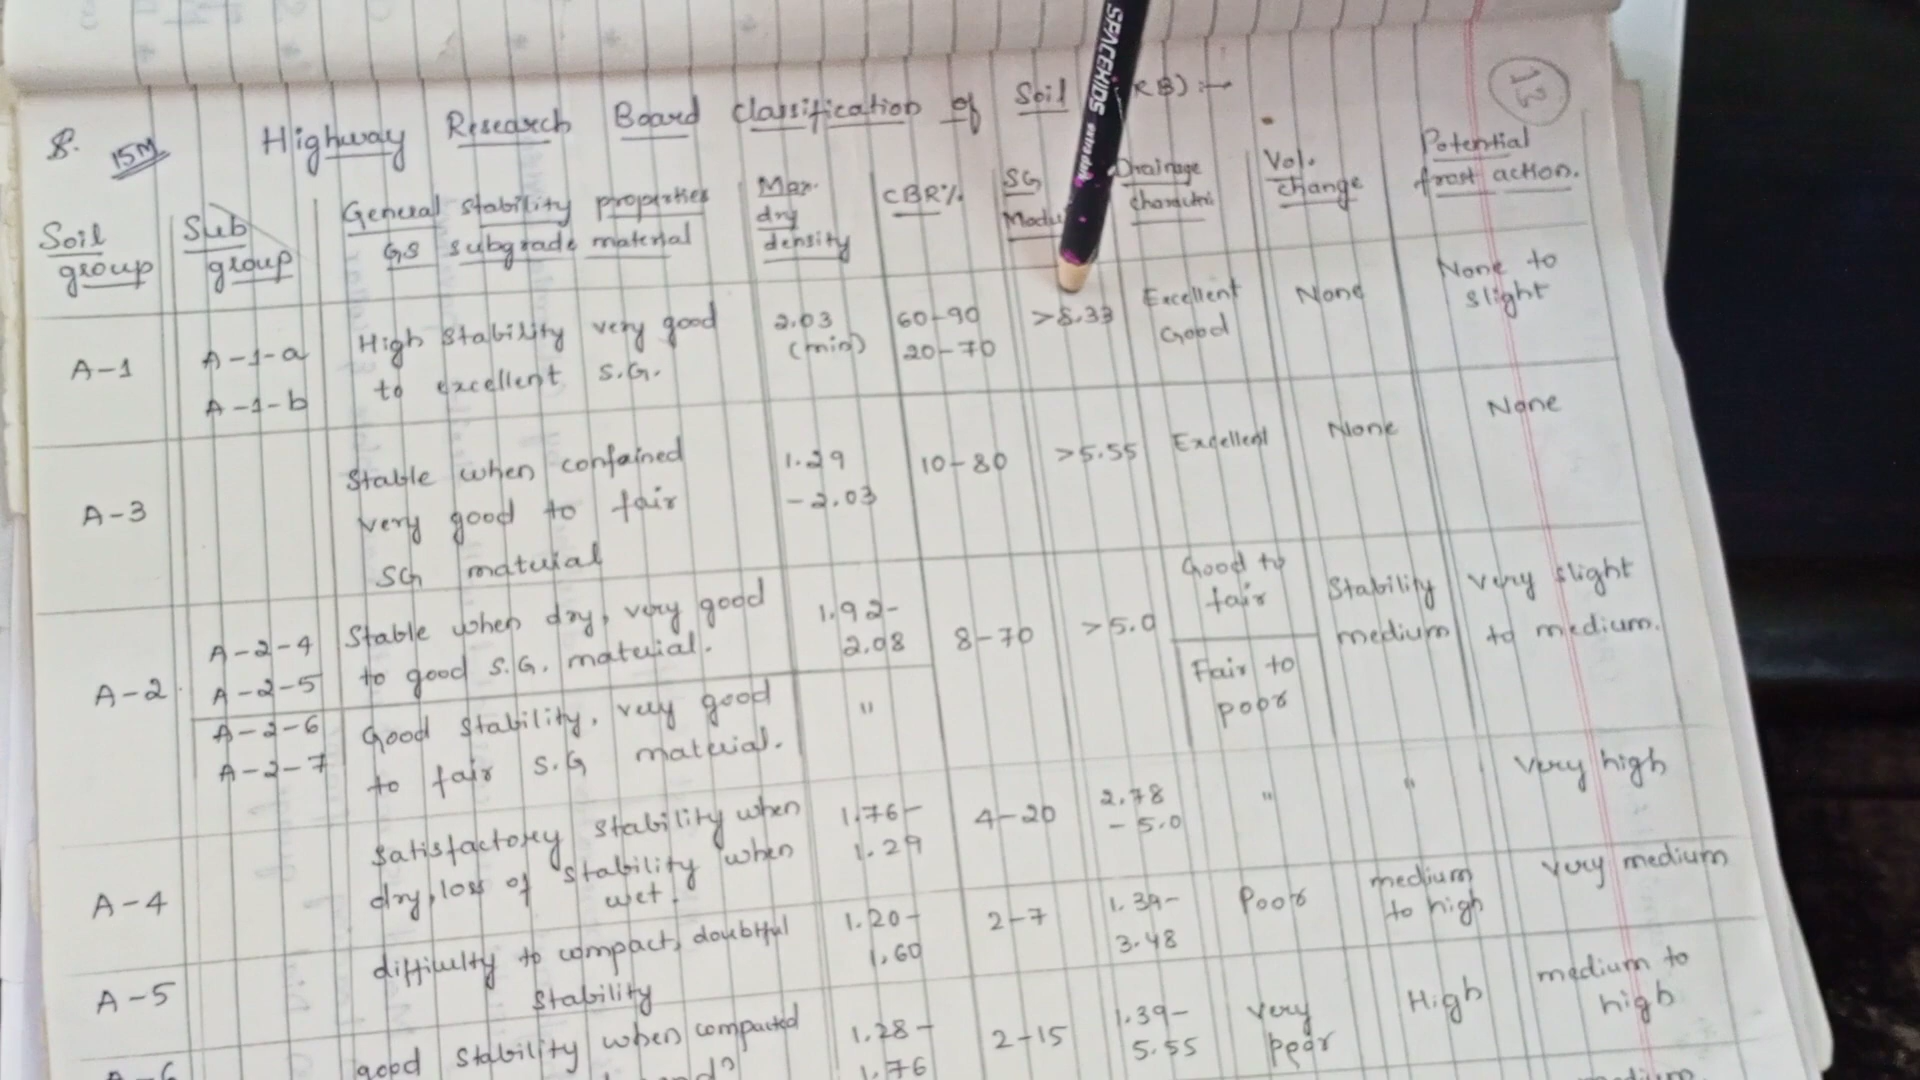 8. 15M Highway Research Board classification of Soil RB) :-
13
Soil group
Sub group
General stability properties
GS subgrade material
Max. dry density
CBR%
SG
Drainage
Vol. change
Potential frost action.
SPACEKIDS extradark
A-1
A-1-a
A-1-b
High stability very good
to excellent S.G.
2.03
(min)
60-90
20-70
>8.33
Excellent
Good
None
None to
slight
A-3
Stable when confained
very good to fair
SG material
1.29
-2.03
10-80
>5.55
Excellent
None
None
A-2
A-2-4
A-2-5
Stable when dry, very good
to good S.G. material.
1.92-
2.08
8-70
>5.0
Good to
fair
Stability
medium
very slight
to medium.
A-2-6
A-2-7
Good stability, very good
to fair S.G material.
"
Fair to
poor
A-4
Satisfactory stability when
dry, loss of stability when
wet.
1.76-
1.29
4-20
2.78
-5.0
"
"
very high
A-5
difficulty to compact, doubtful
stability
1.20-
1.60
2-7
1.39-
3.48
Poor
medium
to high
very medium
A-6
good stability when compacted
1.28-
1.76
2-15
1.39-
5.55
very
poor
High
medium to
high